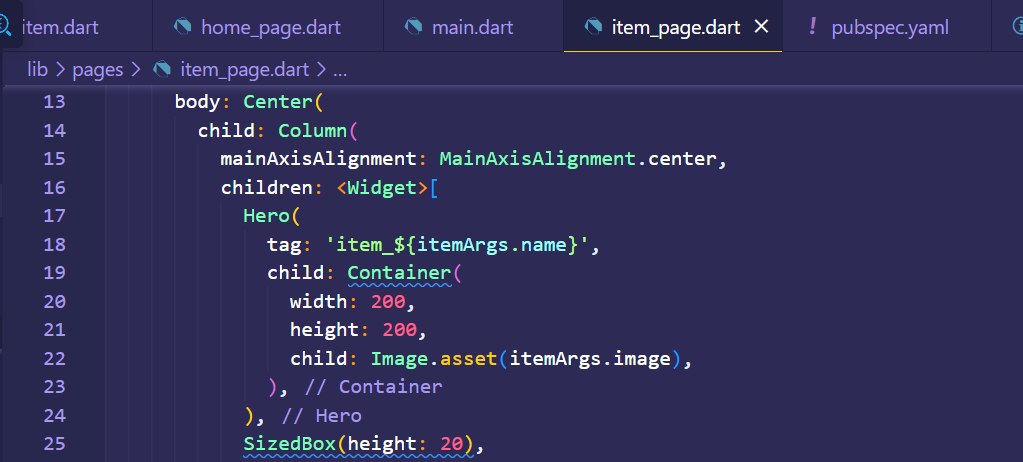 item.dart home_page.dart main.dart item_page.dart ! pubspec.yaml
lib > pages > item_page.dart > ...
13 body: Center(
14 child: Column(
15 mainAxisAlignment: MainAxisAlignment.center,
16 children: <Widget>[
17 Hero(
18 tag: 'item_${itemArgs.name}',
19 child: Container(
20 width: 200,
21 height: 200,
22 child: Image.asset(itemArgs.image),
23 ), // Container
24 ), // Hero
25 SizedBox(height: 20),